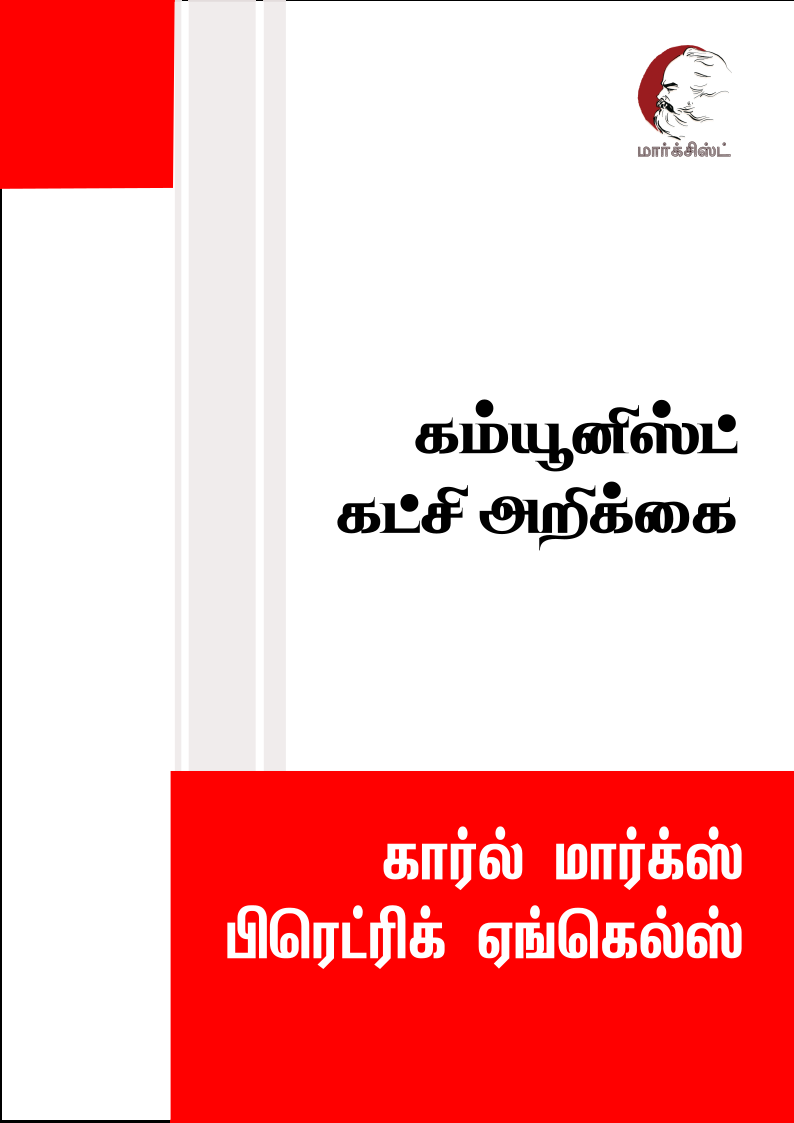 மார்க்சிஸ்ட்
கம்யூனிஸ்ட்
கட்சி அறிக்கை
கார்ல் மார்க்ஸ்
பிரெட்ரிக் ஏங்கெல்ஸ்